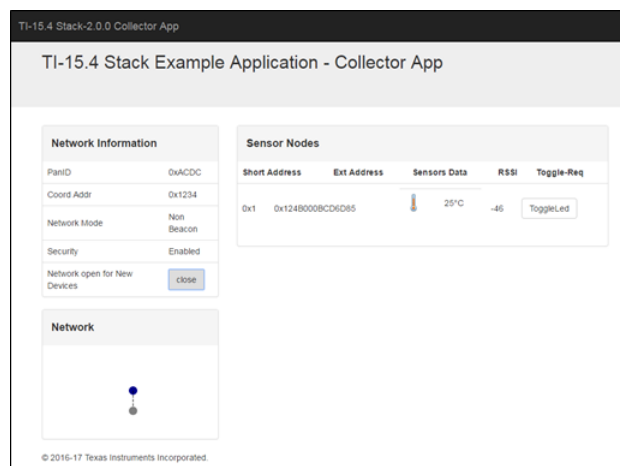 TI-15.4 Stack-2.0.0 Collector App
TI-15.4 Stack Example Application - Collector App
Network Information
PanID 0xACDC
Coord Addr 0x1234
Network Mode Non Beacon
Security Enabled
Network open for New Devices close
Sensor Nodes
Short Address Ext Address Sensors Data RSSI Toggle-Req
0x1 0x124B000BCD6D85 25°C -46 ToggleLed
Network
© 2016-17 Texas Instruments Incorporated.